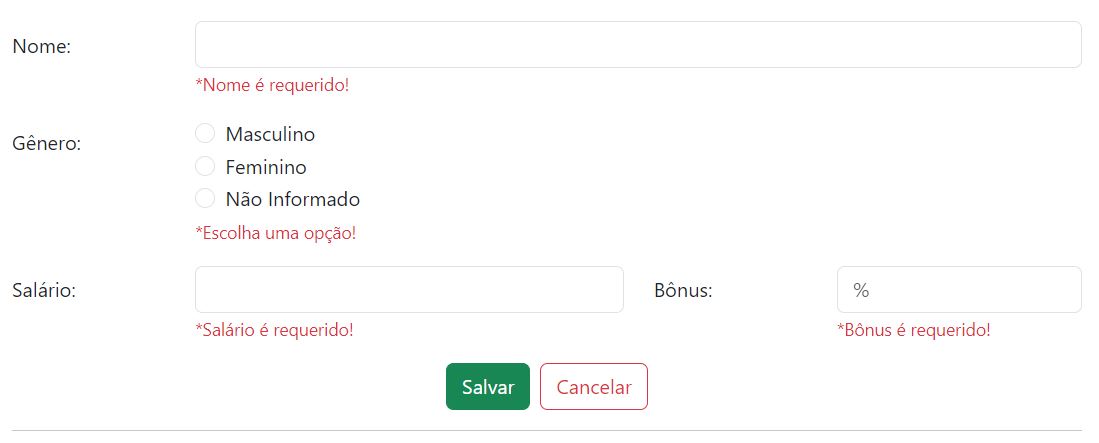 Nome:
*Nome é requerido!
Gênero:
Masculino
Feminino
Não Informado
*Escolha uma opção!
Salário:
Bônus: %
*Salário é requerido!
*Bônus é requerido!
Salvar Cancelar